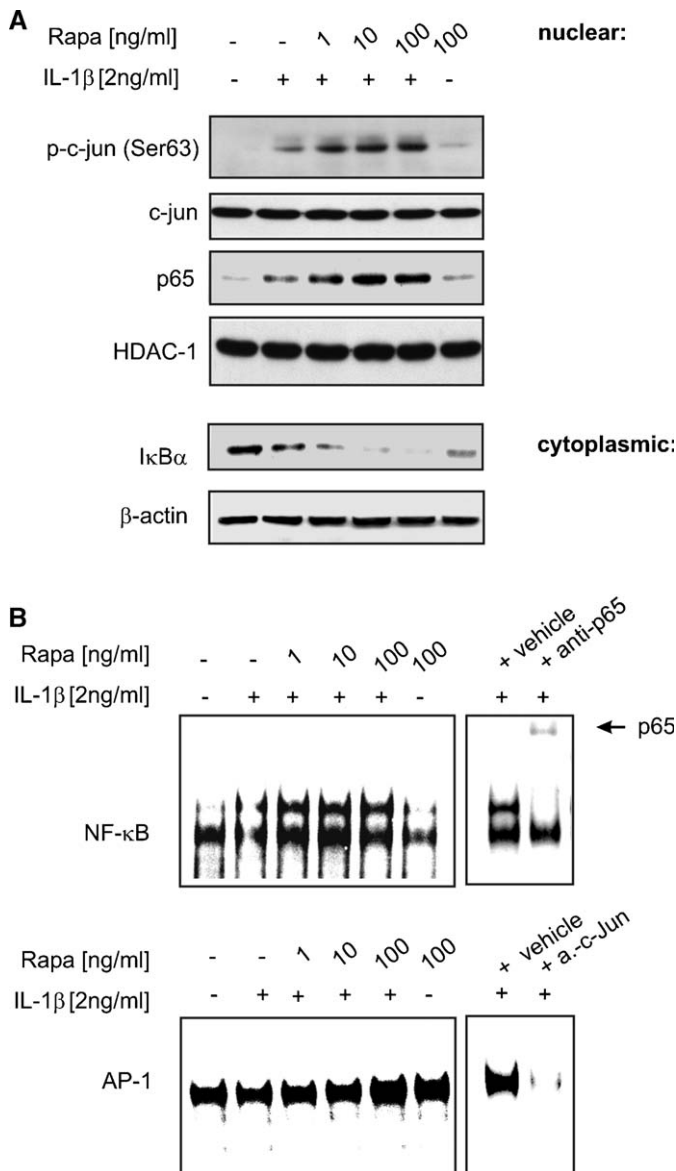 A
Rapa [ng/ml] - - 1 10 100 100 nuclear:
IL-1β [2ng/ml] - + + + + -
p-c-jun (Ser63)
c-jun
p65
HDAC-1
IκBα cytoplasmic:
β-actin
B
Rapa [ng/ml] - - 1 10 100 100 + vehicle + anti-p65
IL-1β [2ng/ml] - + + + + - + +
p65
NF-κB
Rapa [ng/ml] - - 1 10 100 100 + vehicle + a.-c-Jun
IL-1β [2ng/ml] - + + + + - + +
AP-1